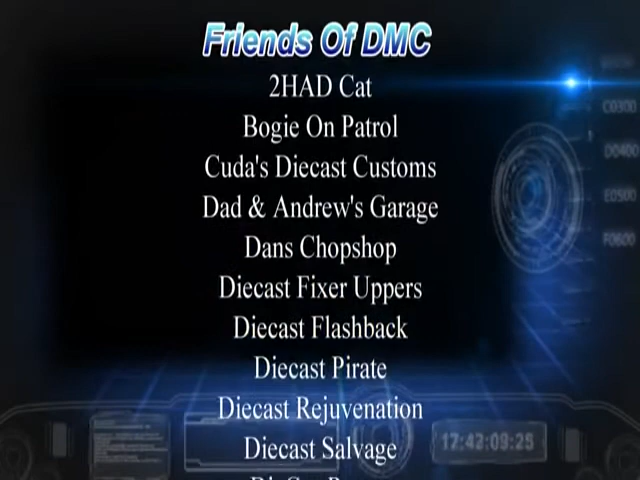 Friends Of DMC
2HAD Cat
Bogie On Patrol
Cuda's Diecast Customs
Dad & Andrew's Garage
Dans Chopshop
Diecast Fixer Uppers
Diecast Flashback
Diecast Pirate
Diecast Rejuvenation
Diecast Salvage
C0300
D0400
E0500
F0600
17:42:09:25